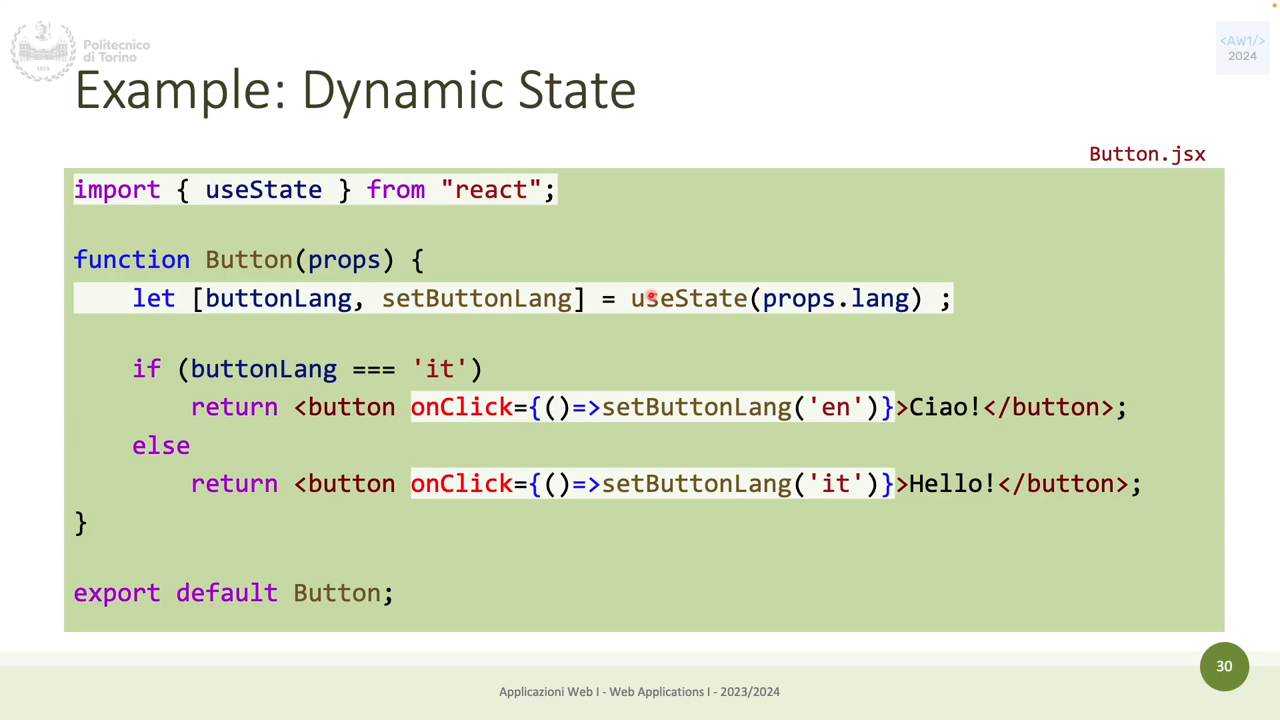 Politecnico
di Torino
1859
<AW1/>
2024
Example: Dynamic State
Button.jsx
import { useState } from "react";
function Button(props) {
let [buttonLang, setButtonLang] = useState(props.lang) ;
if (buttonLang === 'it')
return <button onClick={()=>setButtonLang('en')}>Ciao!</button>;
else
return <button onClick={()=>setButtonLang('it')}>Hello!</button>;
}
export default Button;
30
Applicazioni Web I - Web Applications I - 2023/2024